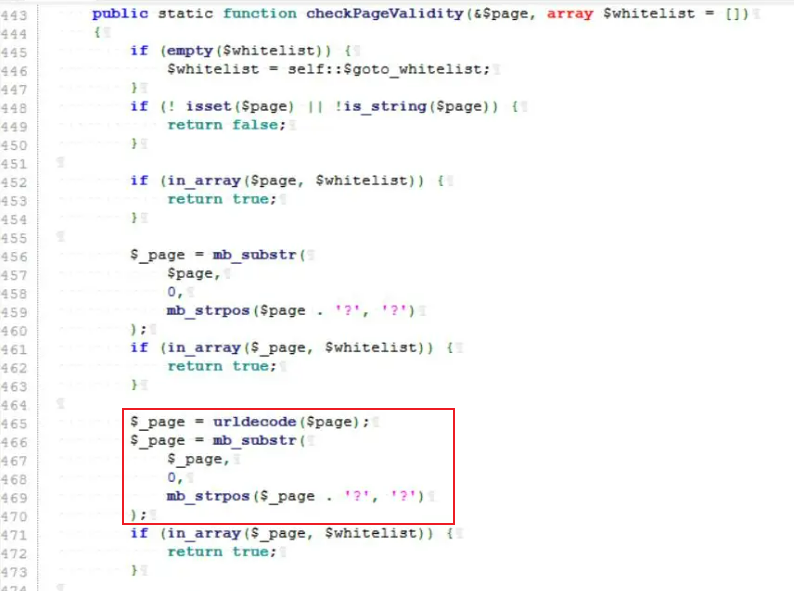 443 public static function checkPageValidity(&$page, array $whitelist = [])
444 {
445 if (empty($whitelist)) {
446 $whitelist = self::$goto_whitelist;
447 }
448 if (! isset($page) || !is_string($page)) {
449 return false;
450 }
451
452 if (in_array($page, $whitelist)) {
453 return true;
454 }
455
456 $_page = mb_substr(
457 $page,
458 0,
459 mb_strpos($page . '?', '?')
460 );
461 if (in_array($_page, $whitelist)) {
462 return true;
463 }
464
465 $_page = urldecode($page);
466 $_page = mb_substr(
467 $_page,
468 0,
469 mb_strpos($_page . '?', '?')
470 );
471 if (in_array($_page, $whitelist)) {
472 return true;
473 }
474